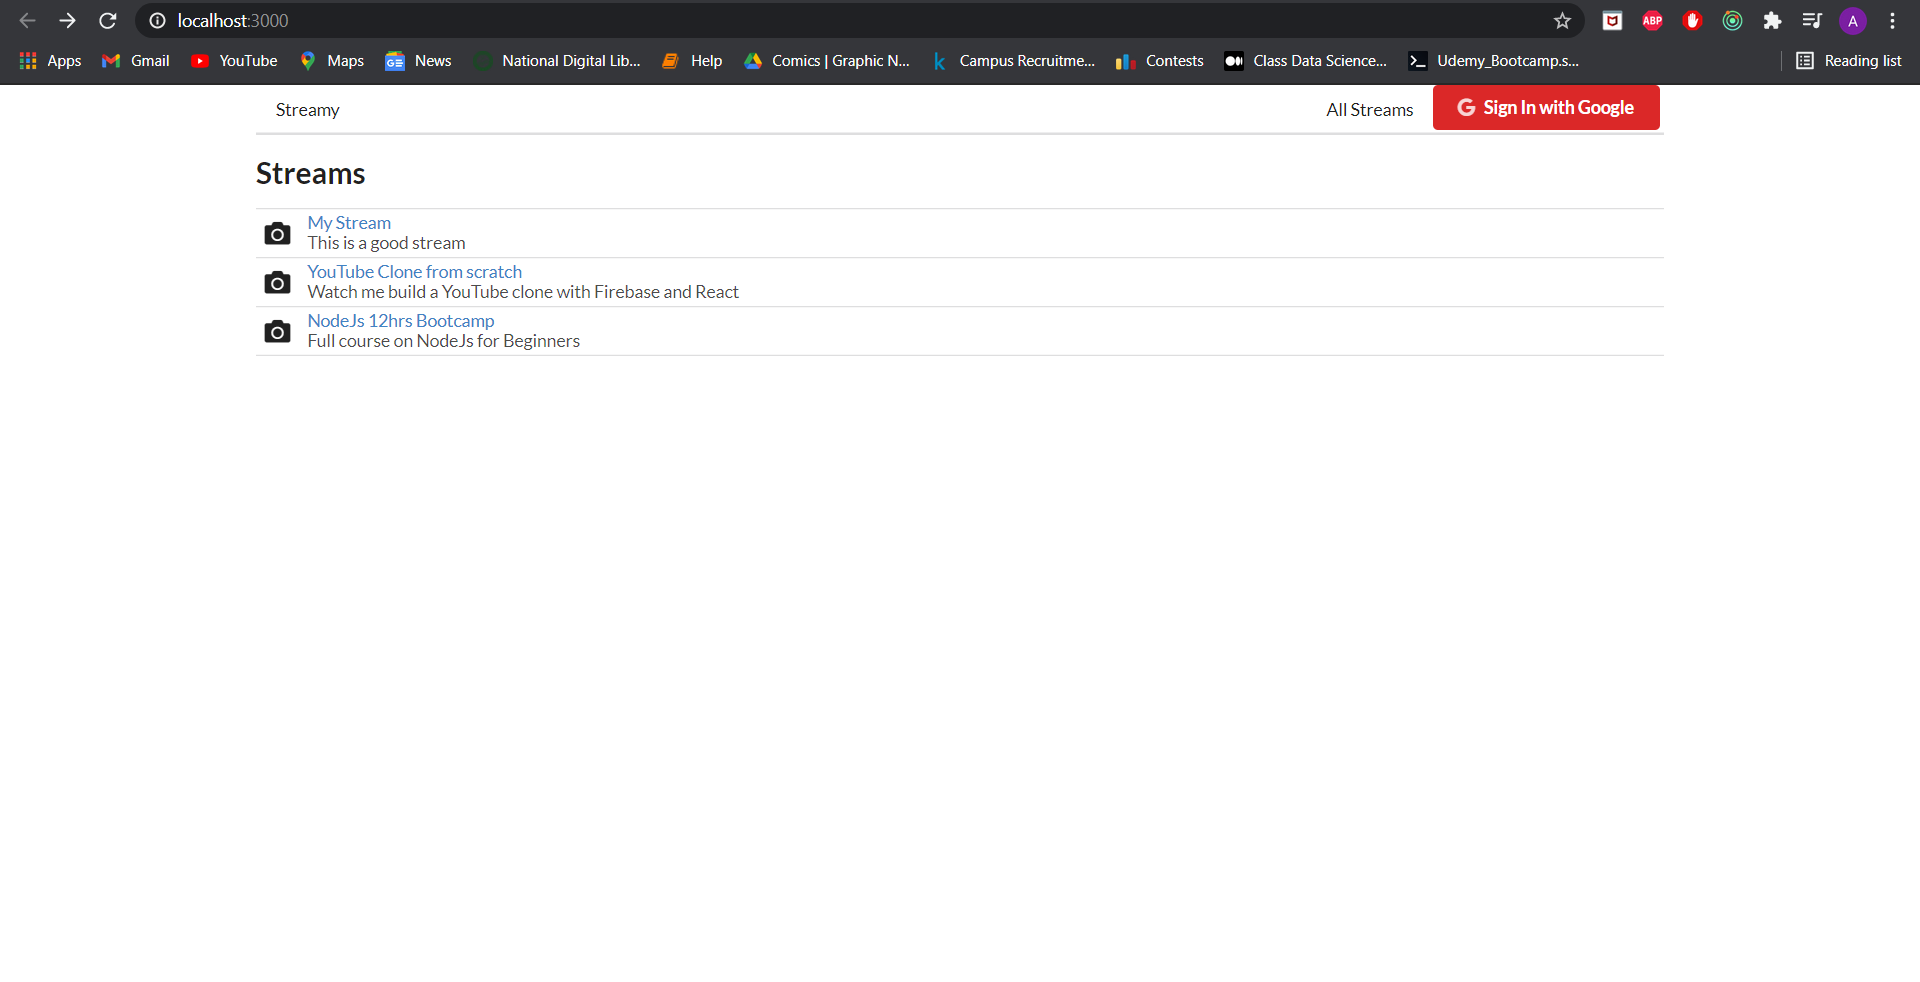 localhost:3000
ABP
A
Apps Gmail YouTube Maps GE News National Digital Lib... Help Comics | Graphic N... k Campus Recruitme... Contests Class Data Science... Udemy_Bootcamp.s... Reading list
Streamy All Streams G Sign In with Google
Streams
My Stream
This is a good stream
YouTube Clone from scratch
Watch me build a YouTube clone with Firebase and React
NodeJs 12hrs Bootcamp
Full course on NodeJs for Beginners